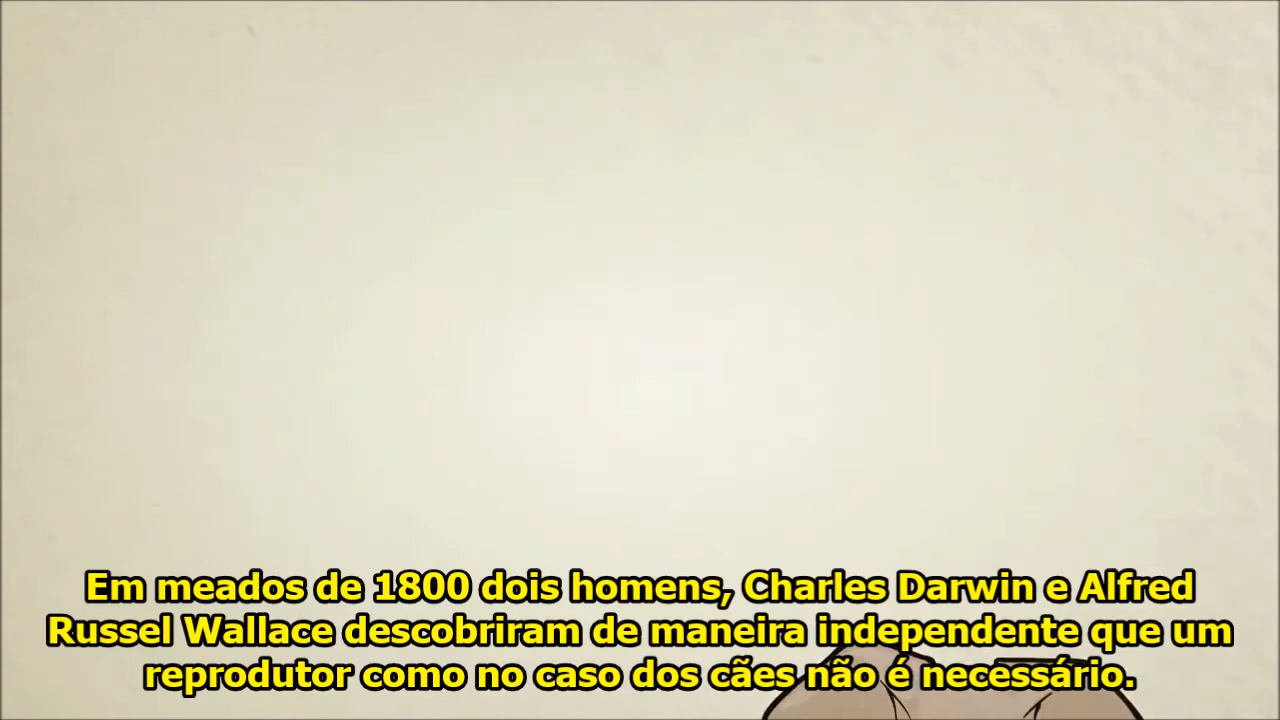 Em meados de 1800 dois homens, Charles Darwin e Alfred
Russel Wallace descobriram de maneira independente que um
reprodutor como no caso dos cães não é necessário.